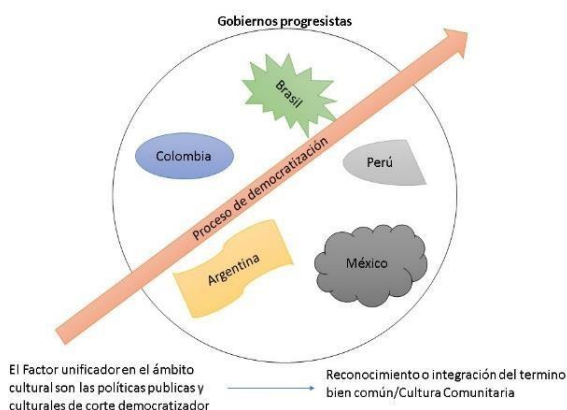 Gobiernos progresistas
Brasil
Colombia
Proceso de democratización
Perú
Argentina
México
El Factor unificador en el ámbito
cultural son las políticas publicas y
culturales de corte democratizador
Reconocimiento o integración del termino
bien común/Cultura Comunitaria